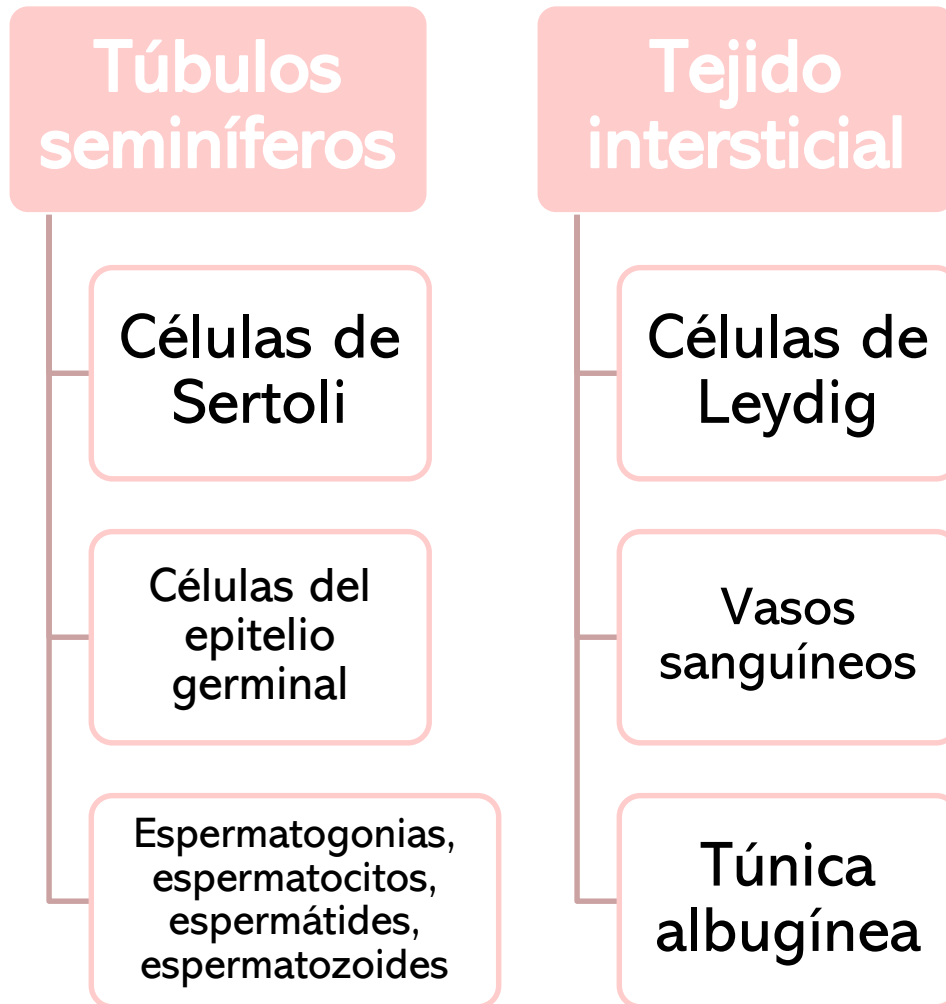 Túbulos
seminíferos
Células de
Sertoli
Células del
epitelio
germinal
Espermatogonias,
espermatocitos,
espermátides,
espermatozoides
Tejido
intersticial
Células de
Leydig
Vasos
sanguíneos
Túnica
albugínea